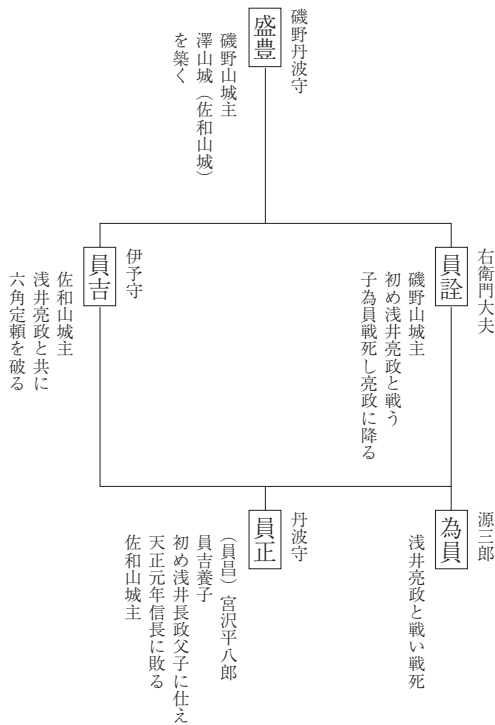 磯野丹波守
盛豊
磯野山城主
澤山城（佐和山城）
を築く
右衛門大夫
員詮
磯野山城主
初め浅井亮政と戦う
子為員戦死し亮政に降る
伊予守
員吉
佐和山城主
浅井亮政と共に
六角定頼を破る
源三郎
為員
浅井亮政と戦い戦死
丹波守
員正
（員昌）宮沢平八郎
員吉養子
初め浅井長政父子に仕え
天正元年信長に敗る
佐和山城主